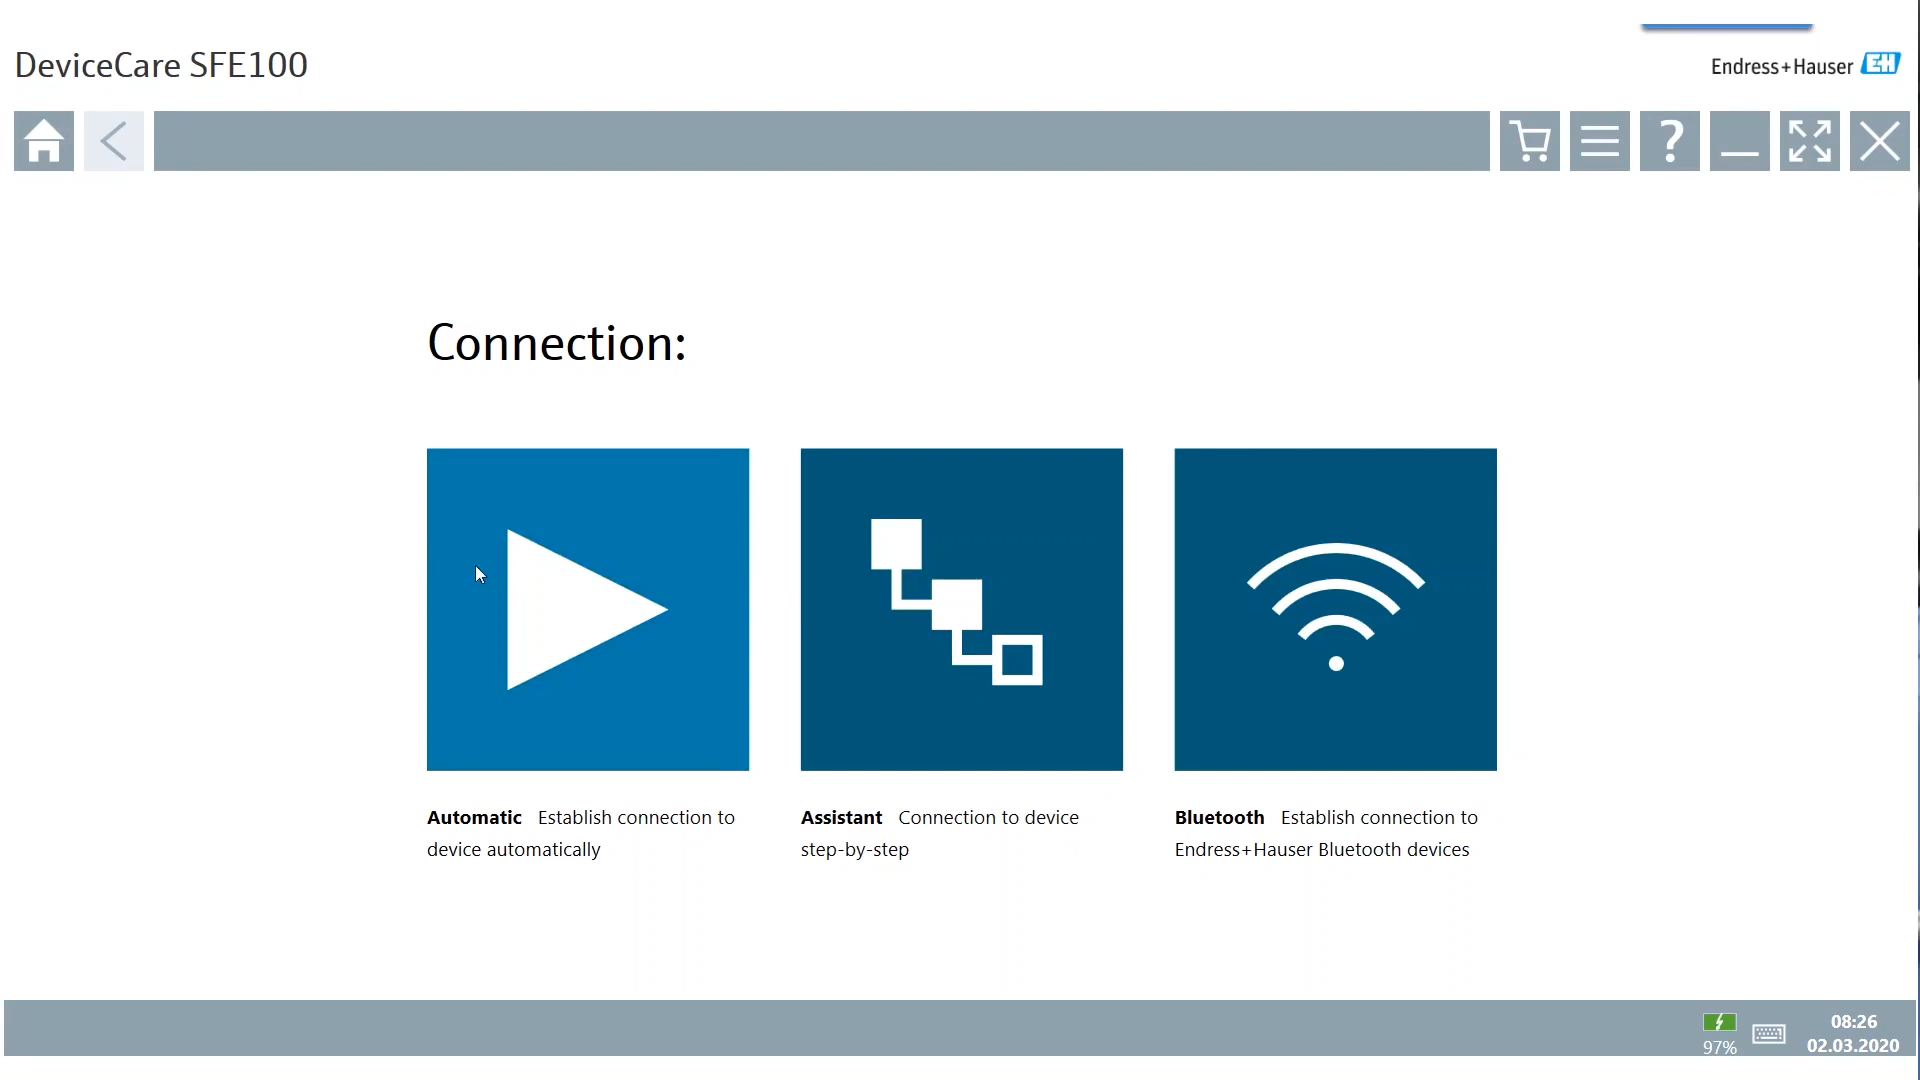 DeviceCare SFE100
Endress+Hauser EH
?
Connection:
Automatic Establish connection to
device automatically
Assistant Connection to device
step-by-step
Bluetooth Establish connection to
Endress+Hauser Bluetooth devices
97%
08:26
02.03.2020